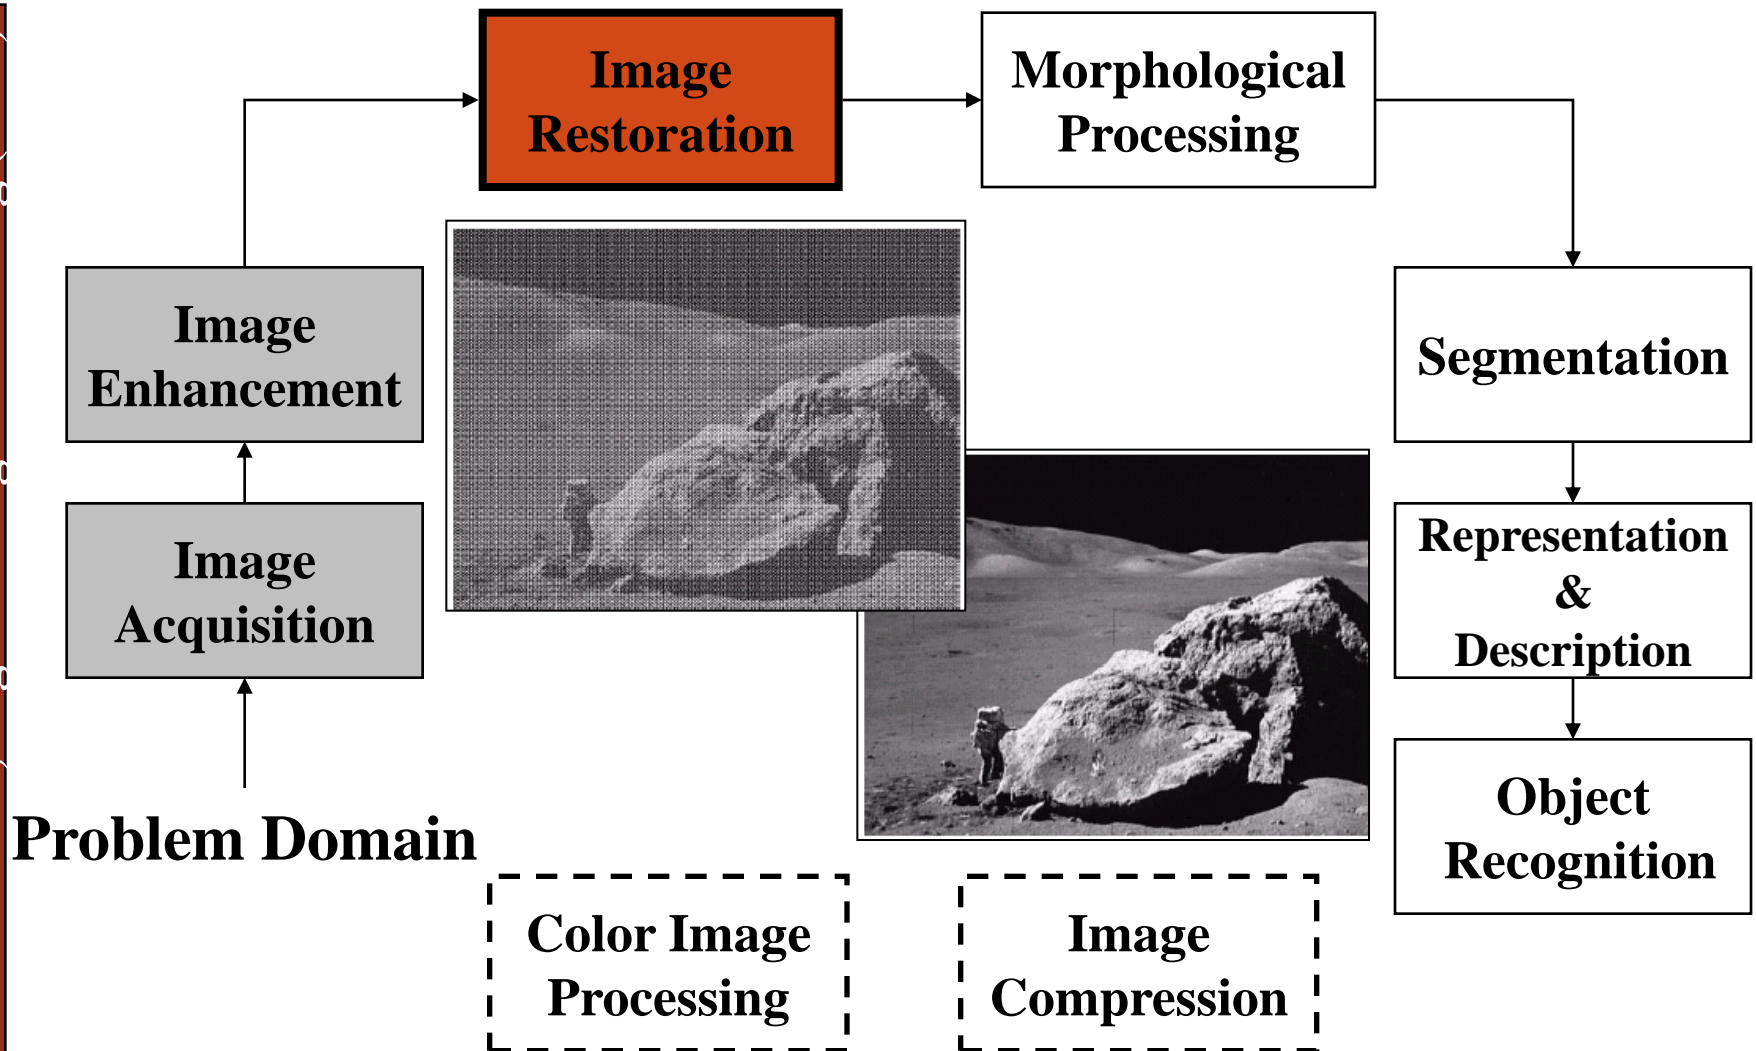 Image
Restoration
Morphological
Processing
Image
Enhancement
Segmentation
Image
Acquisition
Representation
&
Description
Problem Domain
Object
Recognition
Color Image
Processing
Image
Compression